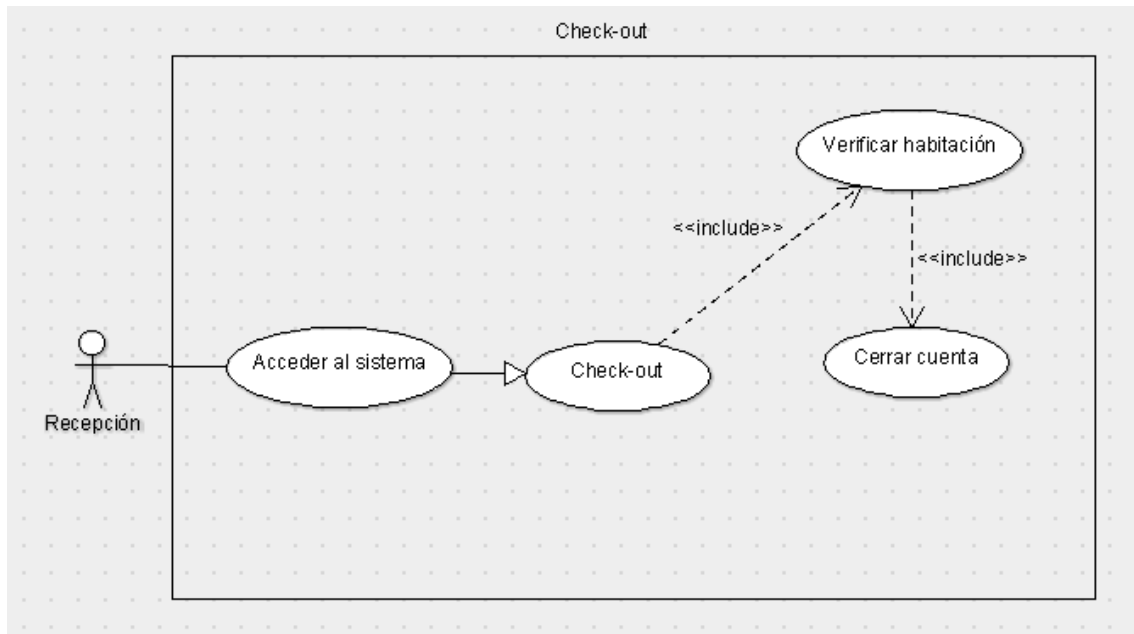 Check-out
Verificar habitación
<<include>>
<<include>>
Acceder al sistema
Check-out
Cerrar cuenta
Recepción